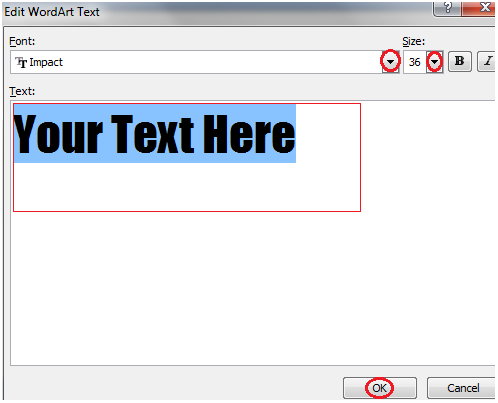 Edit WordArt Text
Font: Size:
Impact 36 B I
Text:
Your Text Here
OK Cancel